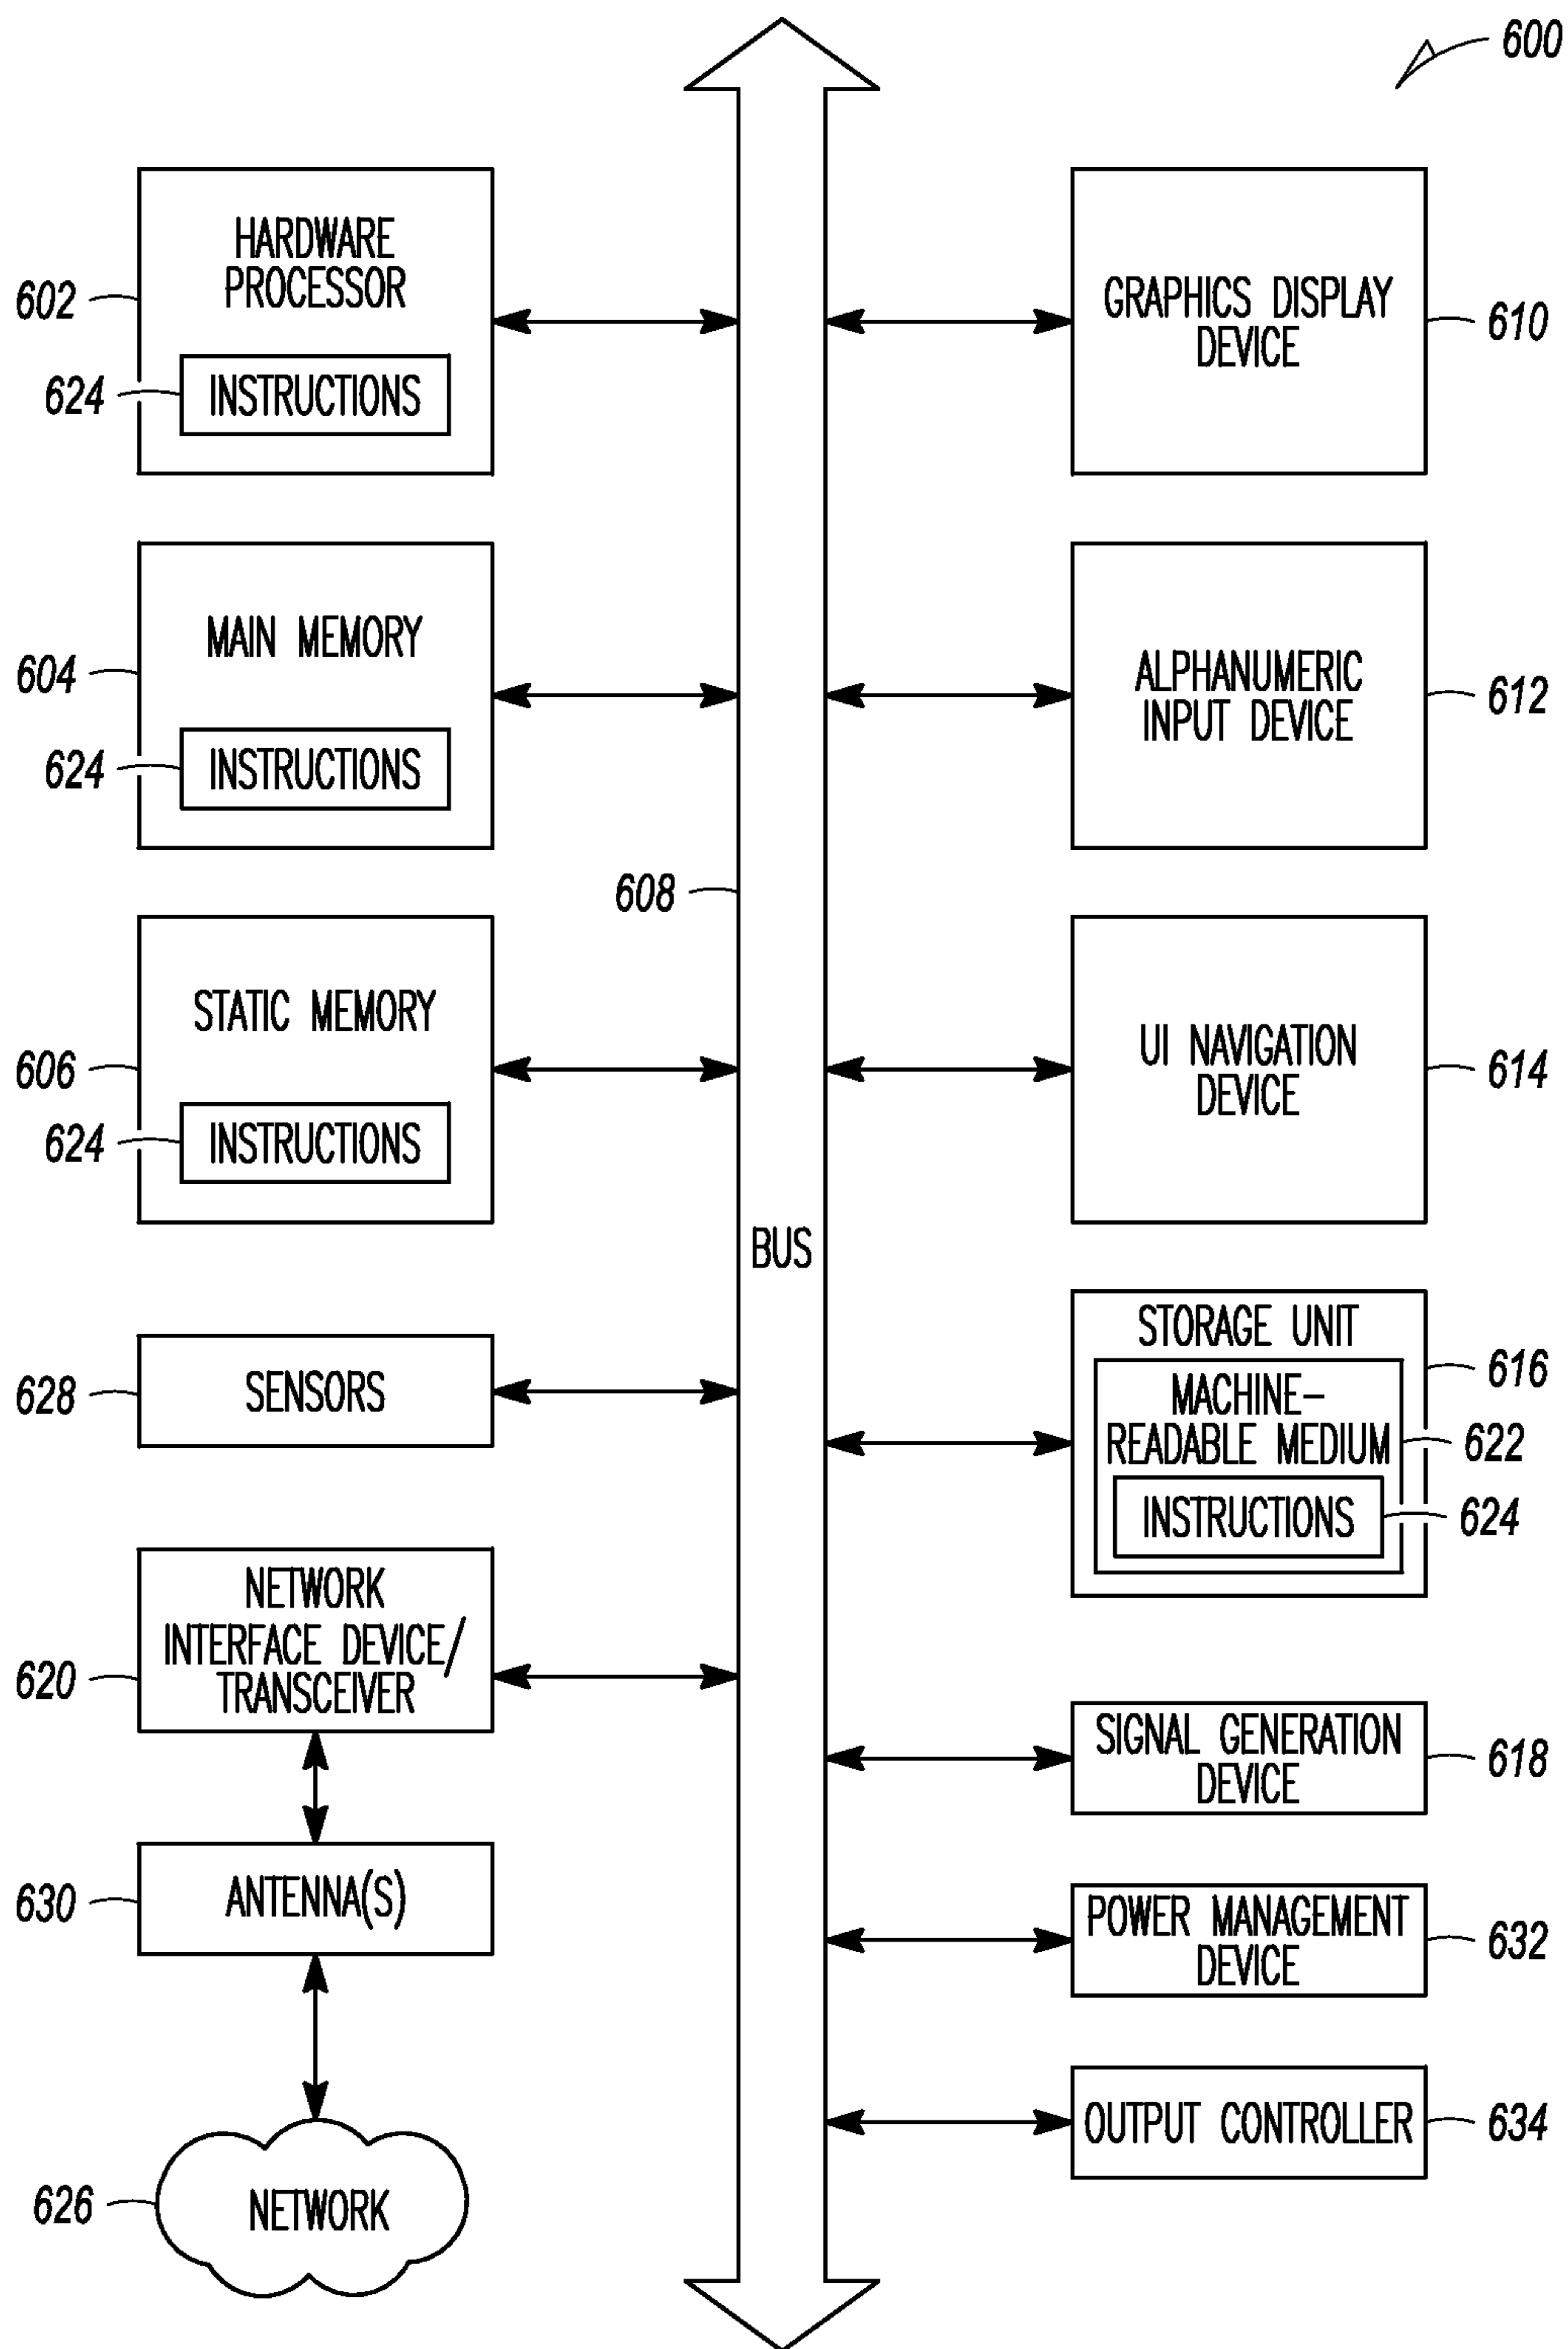 600
HARDWARE
PROCESSOR
602
624
INSTRUCTIONS
MAIN MEMORY
604
624
INSTRUCTIONS
STATIC MEMORY
606
624
INSTRUCTIONS
628
SENSORS
NETWORK
INTERFACE DEVICE/
TRANSCEIVER
620
630
ANTENNA(S)
626
NETWORK
608
BUS
GRAPHICS DISPLAY
DEVICE
610
ALPHANUMERIC
INPUT DEVICE
612
UI NAVIGATION
DEVICE
614
STORAGE UNIT
616
MACHINE-
READABLE MEDIUM
622
INSTRUCTIONS
624
SIGNAL GENERATION
DEVICE
618
POWER MANAGEMENT
DEVICE
632
OUTPUT CONTROLLER
634